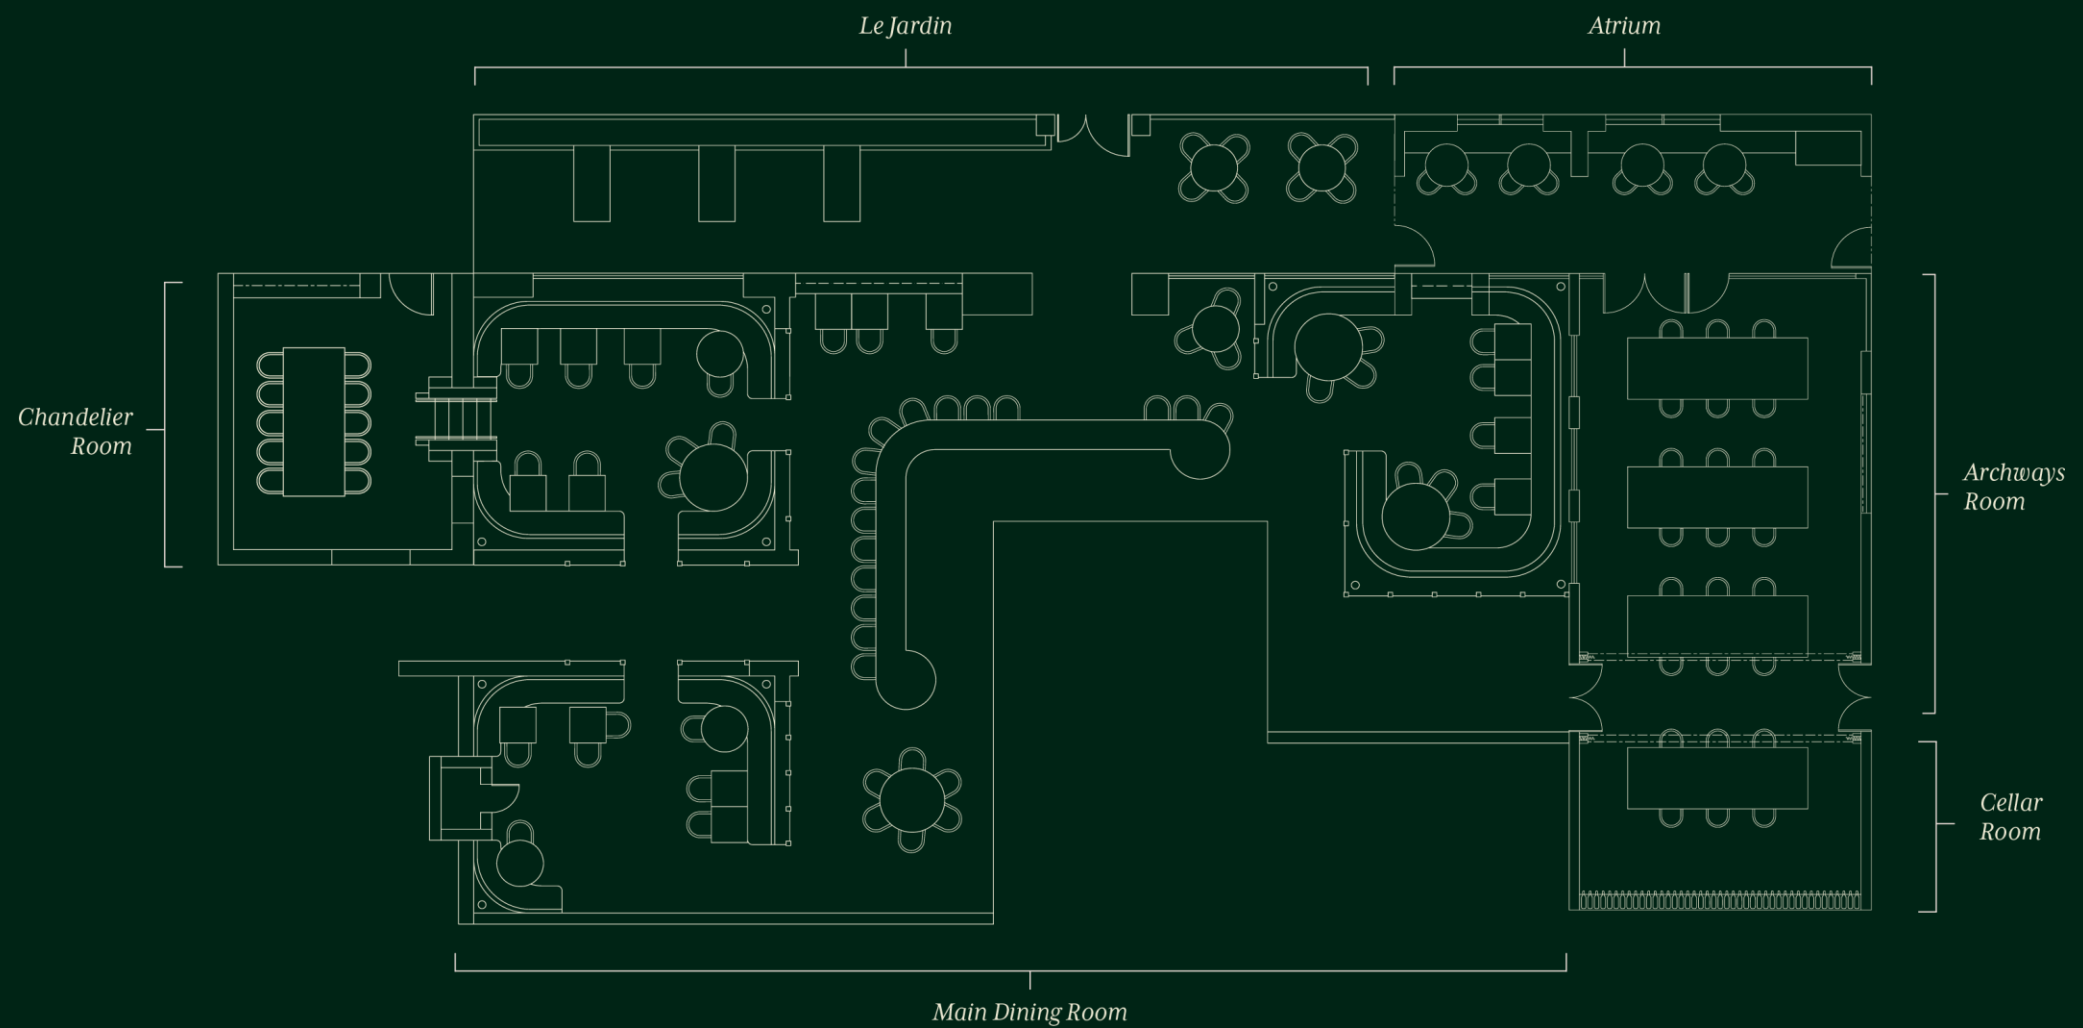 Le Jardin
Atrium
Chandelier
Room
Archways
Room
Cellar
Room
Main Dining Room